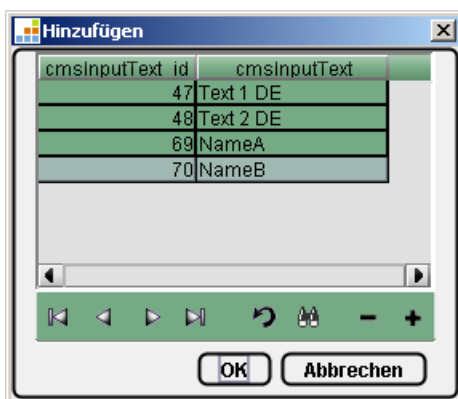 Hinzufügen
cmsInputText_id cmsInputText
47 Text 1 DE
48 Text 2 DE
69 NameA
70 NameB
OK Abbrechen